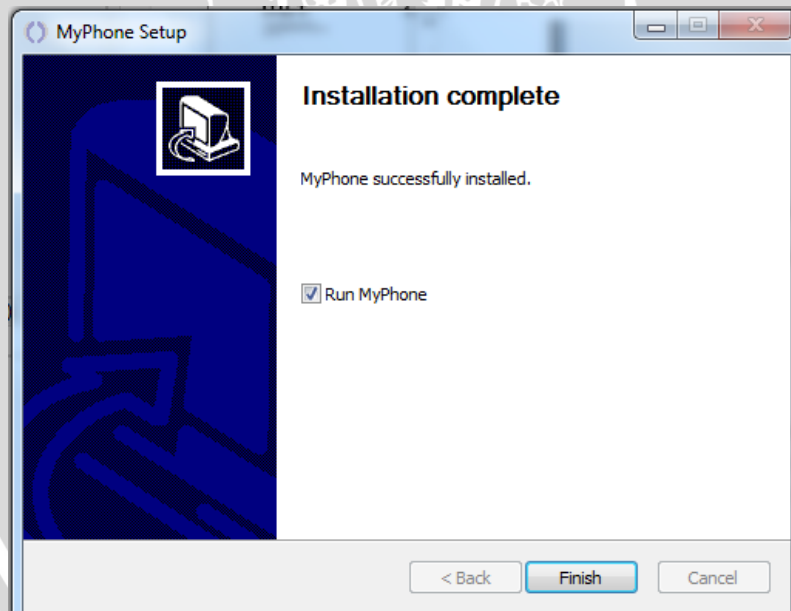 MyPhone Setup
Installation complete
MyPhone successfully installed.
Run MyPhone
< Back
Finish
Cancel